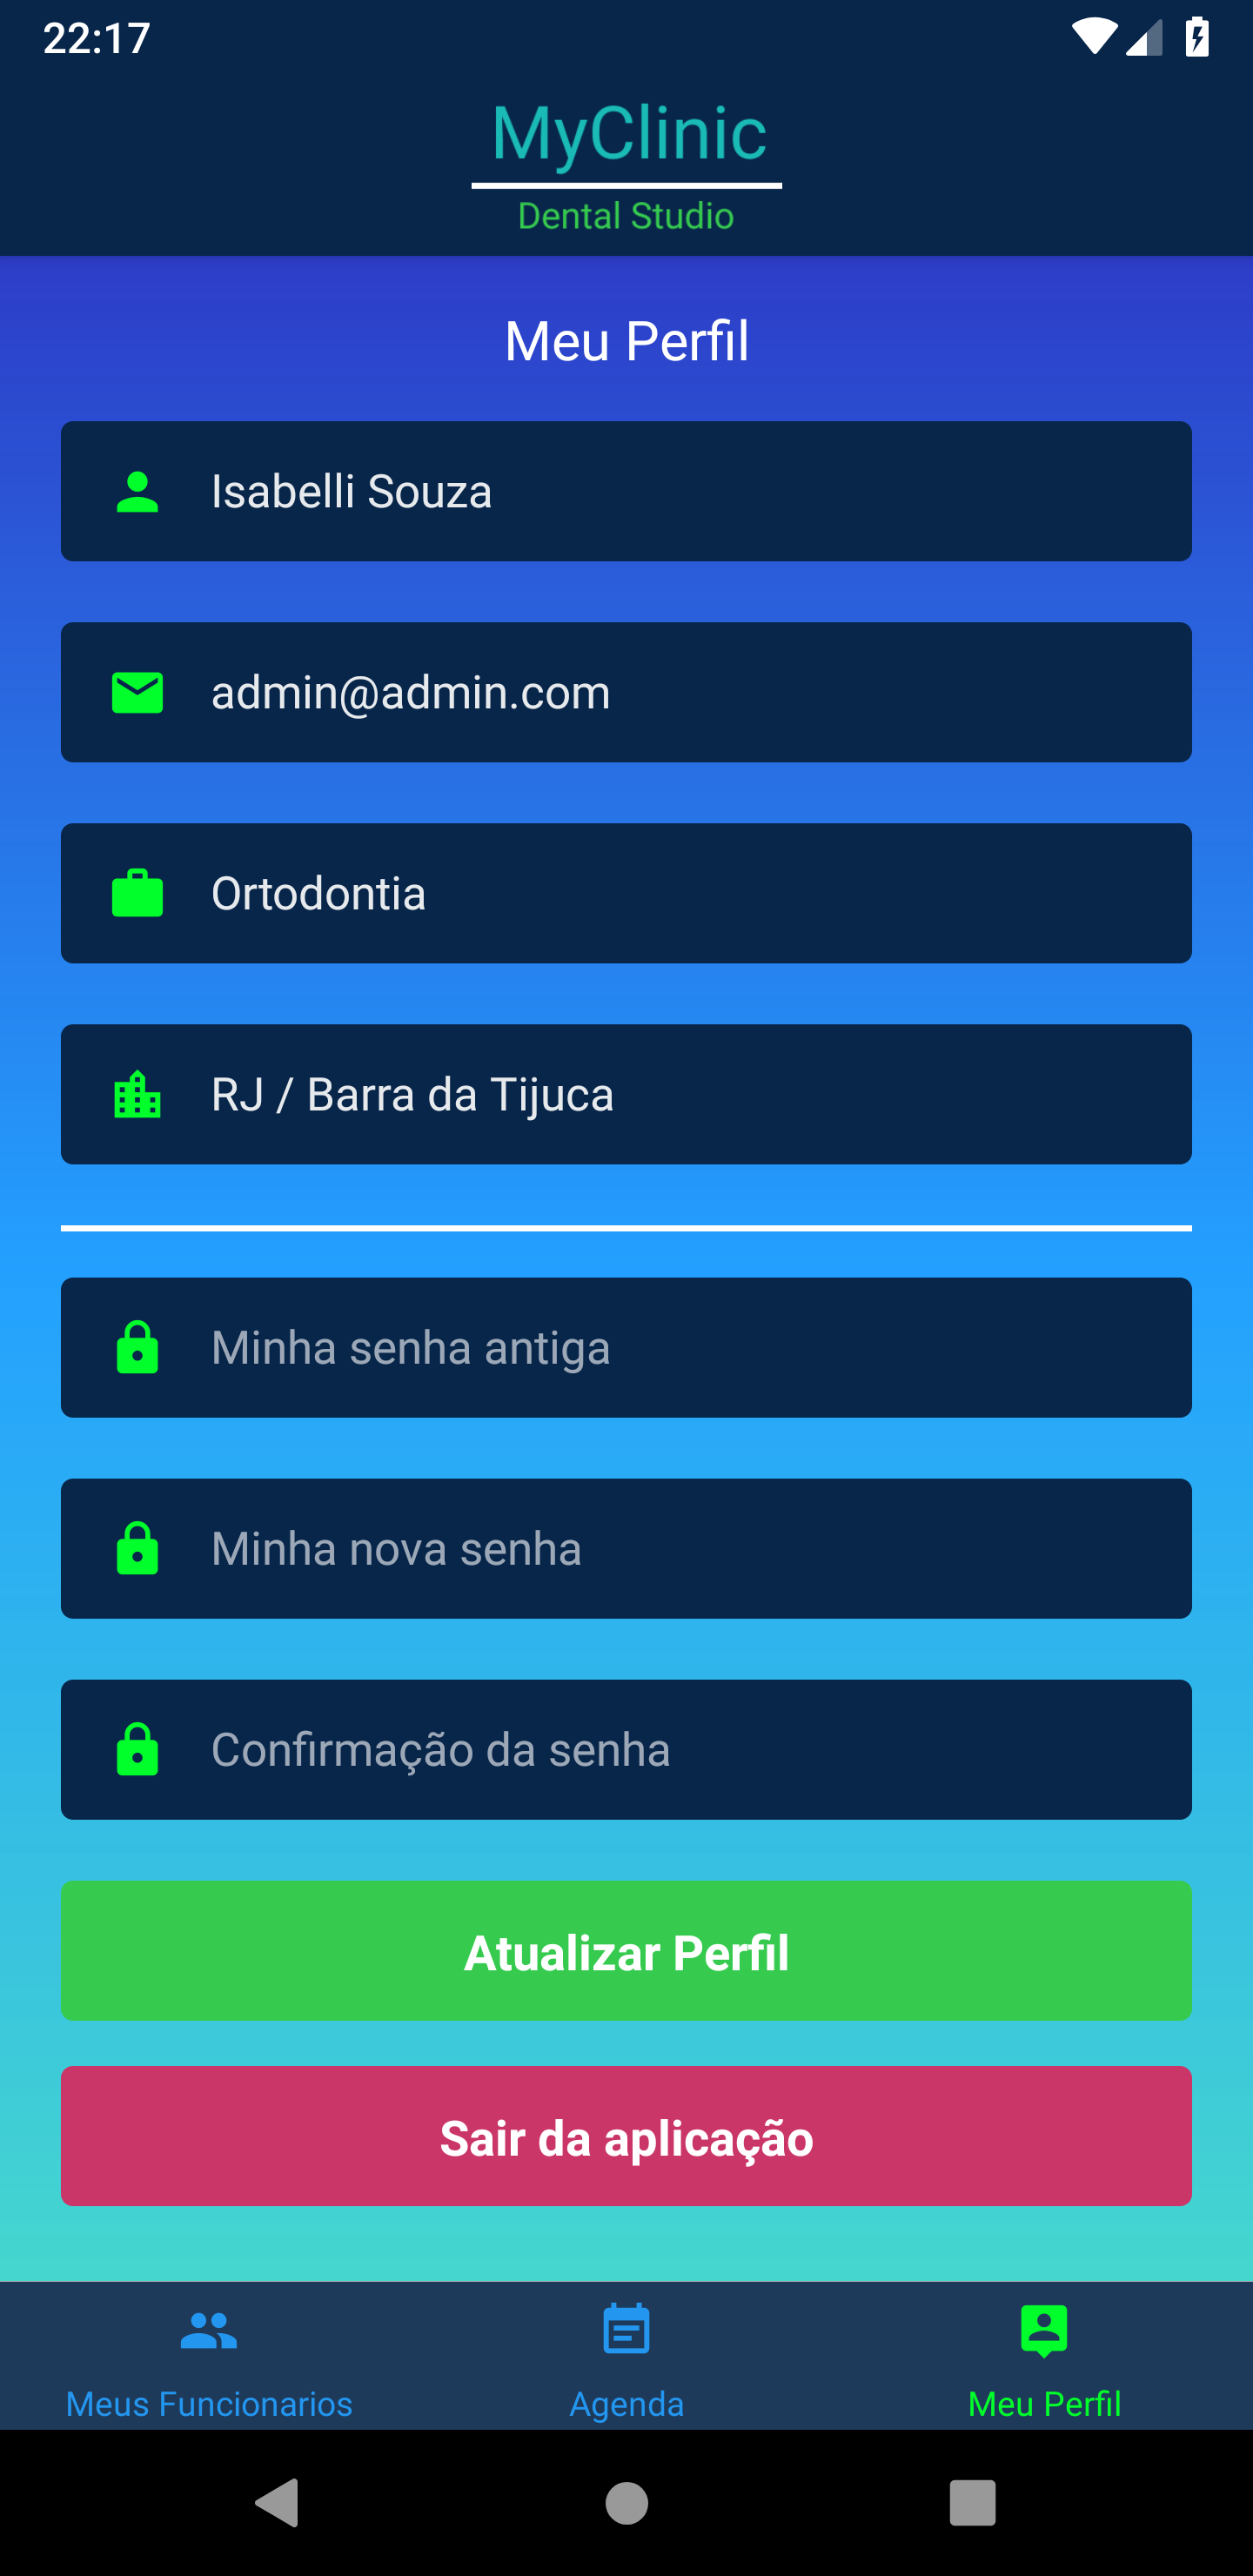 22:17
MyClinic
Dental Studio
Meu Perfil
Isabelli Souza
admin@admin.com
Ortodontia
RJ / Barra da Tijuca
Minha senha antiga
Minha nova senha
Confirmação da senha
Atualizar Perfil
Sair da aplicação
Meus Funcionarios
Agenda
Meu Perfil